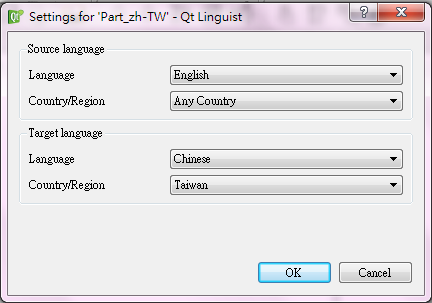 Settings for 'Part_zh-TW' - Qt Linguist
Source language
Language English
Country/Region Any Country
Target language
Language Chinese
Country/Region Taiwan
OK Cancel